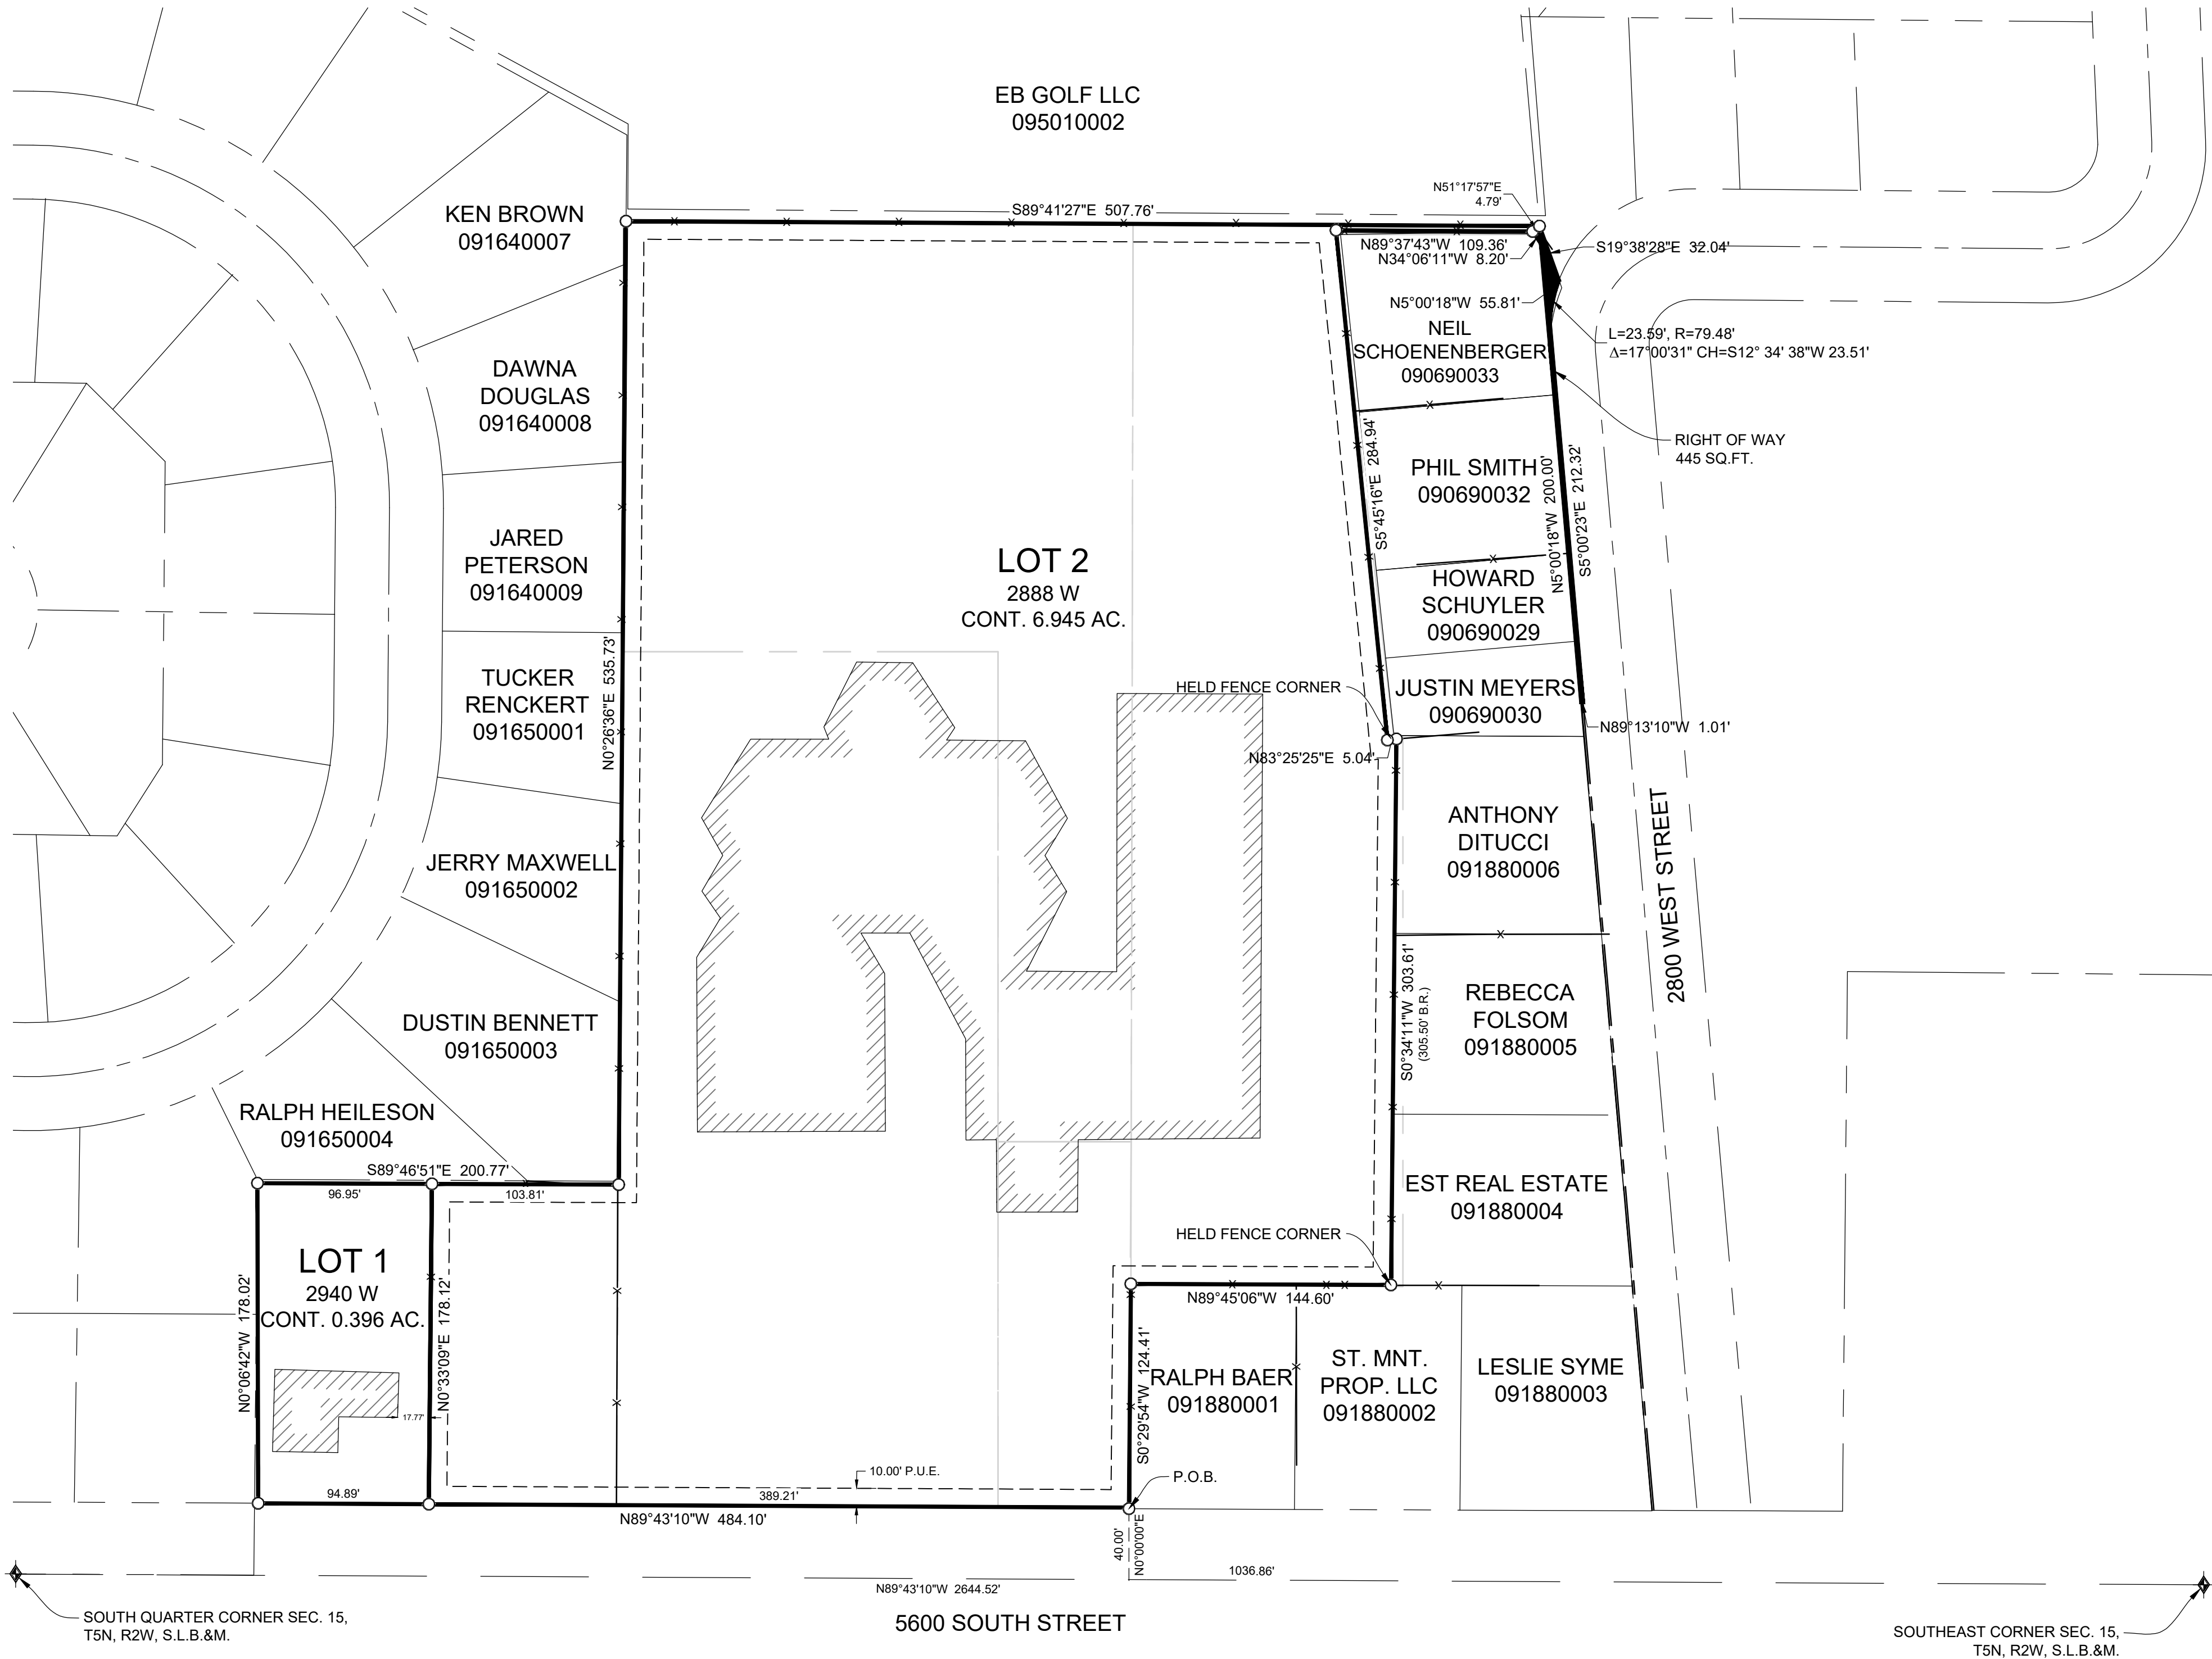 EB GOLF LLC
095010002
KEN BROWN
091640007
S89°41'27"E 507.76'
N51°17'57"E
4.79'
N89°37'43"W 109.36'
N34°06'11"W 8.20'
S19°38'28"E 32.04'
N5°00'18"W 55.81'
L=23.59', R=79.48'
Δ=17°00'31" CH=S12° 34' 38"W 23.51'
NEIL
SCHOENENBERGER
090690033
DAWNA
DOUGLAS
091640008
RIGHT OF WAY
445 SQ.FT.
S5°45'16"E 284.94'
PHIL SMITH
090690032
N5°00'18"W 200.00'
S5°00'23"E 212.32'
JARED
PETERSON
091640009
LOT 2
2888 W
CONT. 6.945 AC.
HOWARD
SCHUYLER
090690029
N0°26'36"E 535.73'
TUCKER
RENCKERT
091650001
HELD FENCE CORNER
JUSTIN MEYERS
090690030
N89°13'10"W 1.01'
N83°25'25"E 5.04'
ANTHONY
DITUCCI
091880006
2800 WEST STREET
JERRY MAXWELL
091650002
S0°34'11"W 303.61'
(305.50' B.R.)
REBECCA
FOLSOM
091880005
DUSTIN BENNETT
091650003
RALPH HEILESON
091650004
S89°46'51"E 200.77'
96.95'
103.81'
EST REAL ESTATE
091880004
HELD FENCE CORNER
LOT 1
2940 W
CONT. 0.396 AC.
N0°06'42"W 178.02'
N0°33'09"E 178.12'
17.77'
N89°45'06"W 144.60'
S0°29'54"W 124.41'
RALPH BAER
091880001
ST. MNT.
PROP. LLC
091880002
LESLIE SYME
091880003
10.00' P.U.E.
P.O.B.
94.89'
389.21'
N89°43'10"W 484.10'
40.00'
N0°00'00"E
1036.86'
N89°43'10"W 2644.52'
5600 SOUTH STREET
SOUTH QUARTER CORNER SEC. 15,
T5N, R2W, S.L.B.&M.
SOUTHEAST CORNER SEC. 15,
T5N, R2W, S.L.B.&M.